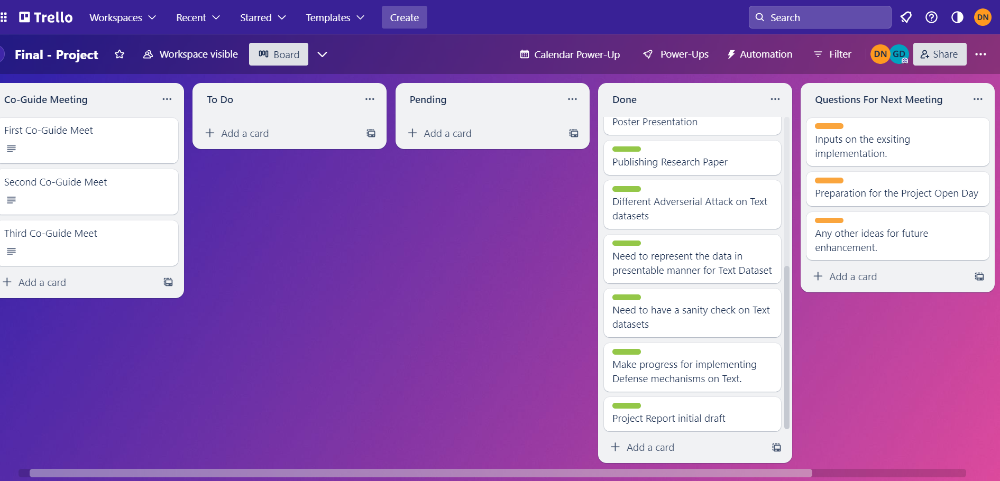 Trello
Workspaces
Recent
Starred
Templates
Create
Search
DN
Final - Project
Workspace visible
Board
Calendar Power-Up
Power-Ups
Automation
Filter
DN
GD
Share
Co-Guide Meeting
First Co-Guide Meet
Second Co-Guide Meet
Third Co-Guide Meet
Add a card
To Do
Add a card
Pending
Add a card
Done
Poster Presentation
Publishing Research Paper
Different Adverserial Attack on Text
datasets
Need to represent the data in
presentable manner for Text Dataset
Need to have a sanity check on Text
datasets
Make progress for implementing
Defense mechanisms on Text.
Project Report initial draft
Add a card
Questions For Next Meeting
Inputs on the exsiting
implementation.
Preparation for the Project Open Day
Any other ideas for future
enhancement.
Add a card